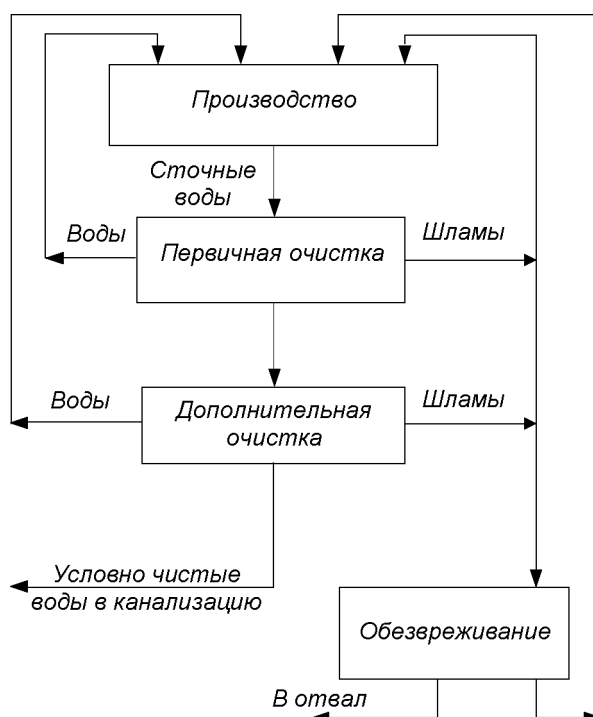 Производство
Сточные
воды
Воды
Первичная очистка
Шламы
Воды
Дополнительная
очистка
Шламы
Условно чистые
воды в канализацию
Обезвреживание
В отвал